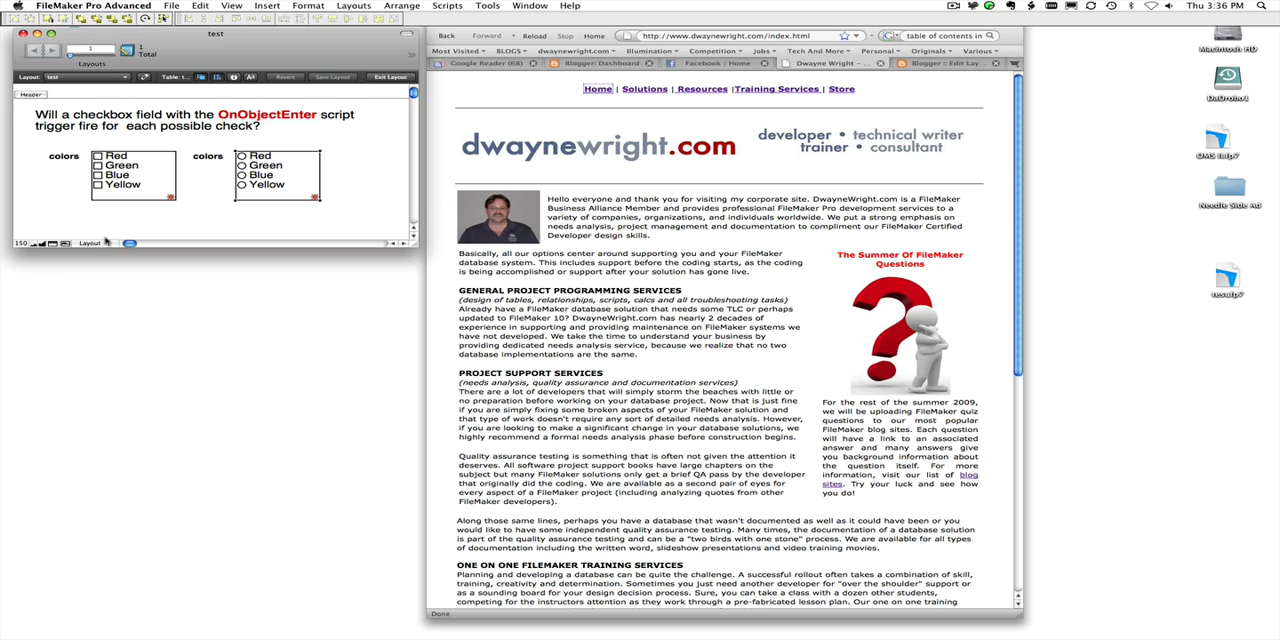 FileMaker Pro Advanced File Edit View Insert Format Layouts Arrange Scripts Tools Window Help
Thu 3:36 PM
test
1
1
Total
Layouts
Layout: test
Table: t...
Revert
Save Layout
Exit Layout
Header
Will a checkbox field with the OnObjectEnter script
trigger fire for each possible check?
colors
Red
Green
Blue
Yellow
colors
Red
Green
Blue
Yellow
150
Layout
Back Forward Reload Stop Home
http://www.dwaynewright.com/index.html
table of contents in
Most Visited BLOGS dwaynewright.com Illumination Competition Jobs Tech And More Personal Originals Various
Google Reader (68)
Blogger: Dashboard
Facebook | Home
Dwayne Wright – ...
Blogger :: Edit Lay...
Home | Solutions | Resources |Training Services | Store
dwaynewright.com
developer • technical writer
trainer • consultant
Hello everyone and thank you for visiting my corporate site. DwayneWright.com is a FileMaker
Business Alliance Member and provides professional FileMaker Pro development services to a
variety of companies, organizations, and individuals worldwide. We put a strong emphasis on
needs analysis, project management and documentation to compliment our FileMaker Certified
Developer design skills.
Basically, all our options center around supporting you and your FileMaker
database system. This includes support before the coding starts, as the coding
is being accomplished or support after your solution has gone live.
GENERAL PROJECT PROGRAMMING SERVICES
(design of tables, relationships, scripts, calcs and all troubleshooting tasks)
Already have a FileMaker database solution that needs some TLC or perhaps
updated to FileMaker 10? DwayneWright.com has nearly 2 decades of
experience in supporting and providing maintenance on FileMaker systems we
have not developed. We take the time to understand your business by
providing dedicated needs analysis service, because we realize that no two
database implementations are the same.
PROJECT SUPPORT SERVICES
(needs analysis, quality assurance and documentation services)
There are a lot of developers that will simply storm the beaches with little or
no preparation before working on your database project. Now that is just fine
if you are simply fixing some broken aspects of your FileMaker solution and
that type of work doesn't require any sort of detailed needs analysis. However,
if you are looking to make a significant change in your database solutions, we
highly recommend a formal needs analysis phase before construction begins.
Quality assurance testing is something that is often not given the attention it
deserves. All software project support books have large chapters on the
subject but many FileMaker solutions only get a brief QA pass by the developer
that originally did the coding. We are available as a second pair of eyes for
every aspect of a FileMaker project (including analyzing quotes from other
FileMaker developers).
The Summer Of FileMaker
Questions
For the rest of the summer 2009,
we will be uploading FileMaker quiz
questions to our most popular
FileMaker blog sites. Each question
will have a link to an associated
answer and many answers give
you background information about
the question itself. For more
information, visit our list of blog
sites. Try your luck and see how
you do!
Along those same lines, perhaps you have a database that wasn't documented as well as it could have been or you
would like to have some independent quality assurance testing. Many times, the documentation of a database solution
is part of the quality assurance testing and can be a "two birds with one stone" process. We are available for all types
of documentation including the written word, slideshow presentations and video training movies.
ONE ON ONE FILEMAKER TRAINING SERVICES
Planning and developing a database can be quite the challenge. A successful rollout often takes a combination of skill,
training, creativity and determination. Sometimes you just need another developer for "over the shoulder" support or
as a sounding board for your design decision process. Sure, you can take a class with a dozen other students,
competing for the instructors attention as they work through a pre-fabricated lesson plan. Our one on one training
Done
Macintosh HD
DaDrobo1
OMS lufp7
Needle Side Ad